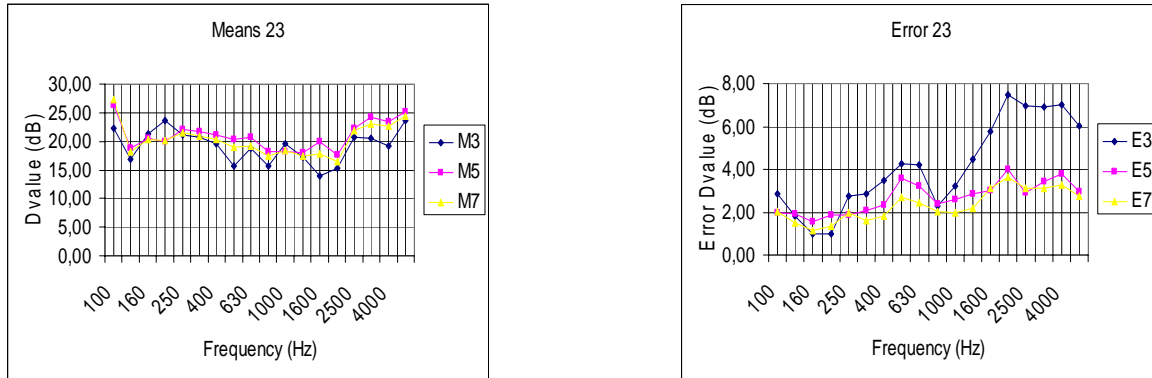 Means 23
Dvalue (dB)
30,00
25,00
20,00
15,00
10,00
5,00
0,00
100
160
250
400
630
1000
1600
2500
4000
Frequency (Hz)
M3
M5
M7
Error 23
Error Dvalue (dB)
8,00
6,00
4,00
2,00
0,00
100
160
250
400
630
1000
1600
2500
4000
Frequency (Hz)
E3
E5
E7